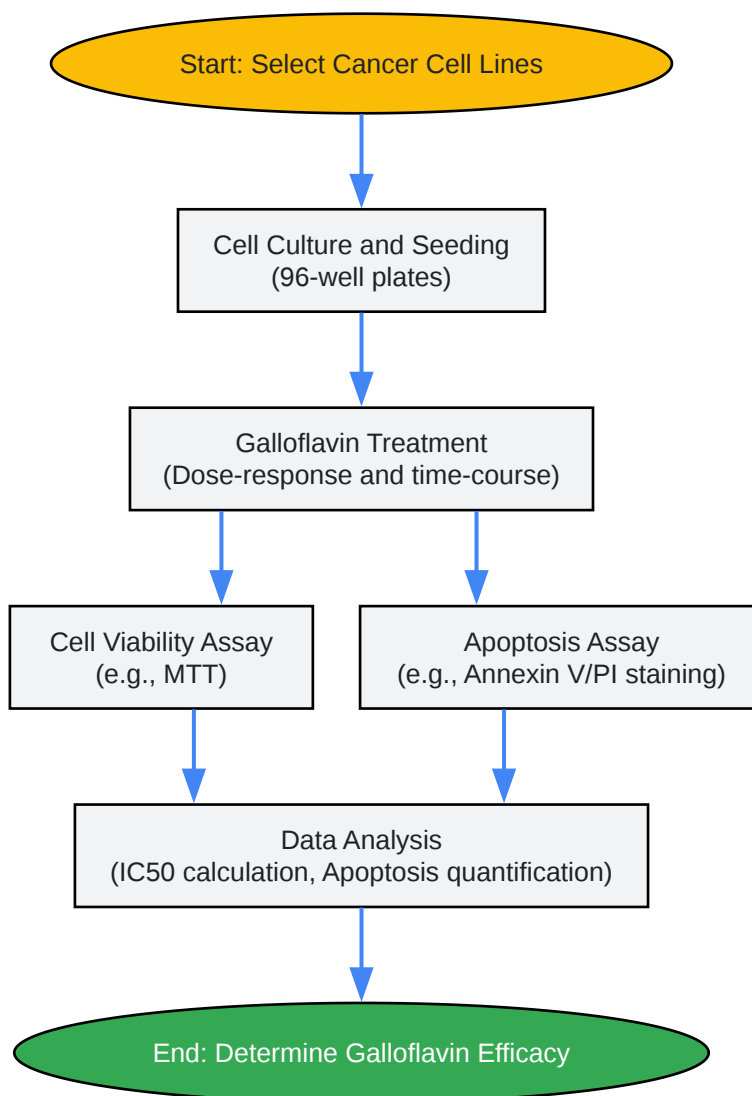 Start: Select Cancer Cell Lines
Cell Culture and Seeding
(96-well plates)
Galloflavin Treatment
(Dose-response and time-course)
Cell Viability Assay
(e.g., MTT)
Apoptosis Assay
(e.g., Annexin V/PI staining)
Data Analysis
(IC50 calculation, Apoptosis quantification)
End: Determine Galloflavin Efficacy